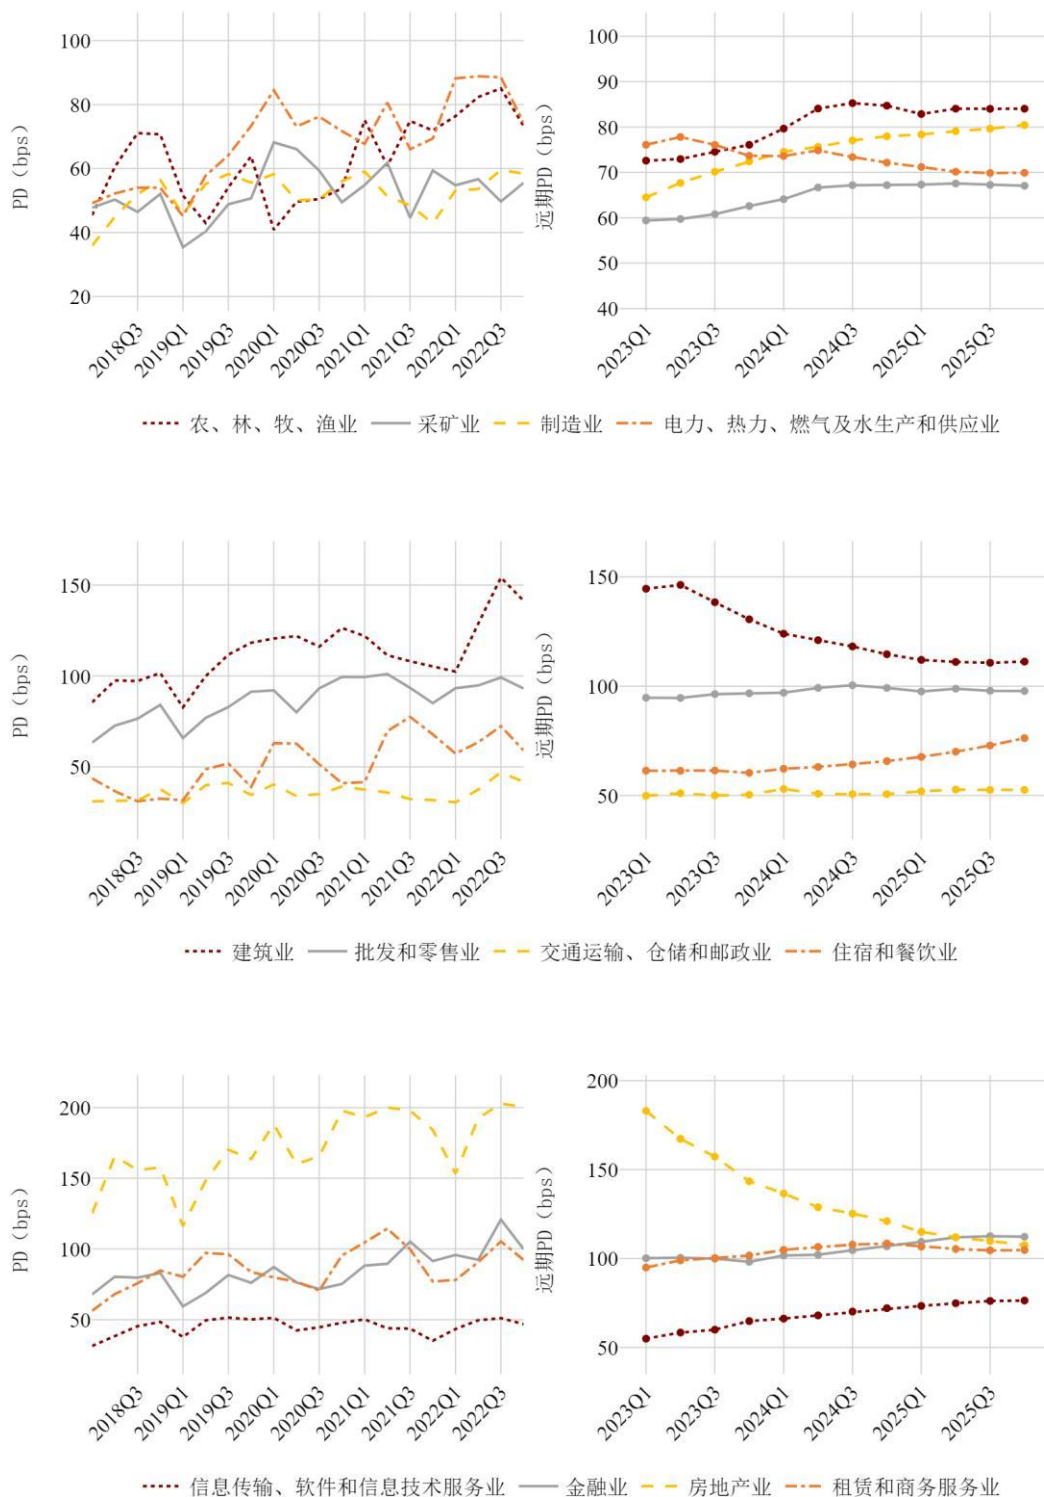 PD（bps）
100
80
60
40
20
2018Q3
2019Q1
2019Q3
2020Q1
2020Q3
2021Q1
2021Q3
2022Q1
2022Q3
远期PD（bps）
100
90
80
70
60
50
40
2023Q1
2023Q3
2024Q1
2024Q3
2025Q1
2025Q3
农、林、牧、渔业 采矿业 制造业 电力、热力、燃气及水生产和供应业
PD（bps）
150
100
50
2018Q3
2019Q1
2019Q3
2020Q1
2020Q3
2021Q1
2021Q3
2022Q1
2022Q3
远期PD（bps）
150
100
50
2023Q1
2023Q3
2024Q1
2024Q3
2025Q1
2025Q3
建筑业 批发和零售业 交通运输、仓储和邮政业 住宿和餐饮业
PD（bps）
200
150
100
50
2018Q3
2019Q1
2019Q3
2020Q1
2020Q3
2021Q1
2021Q3
2022Q1
2022Q3
远期PD（bps）
200
150
100
50
2023Q1
2023Q3
2024Q1
2024Q3
2025Q1
2025Q3
信息传输、软件和信息技术服务业 金融业 房地产业 租赁和商务服务业